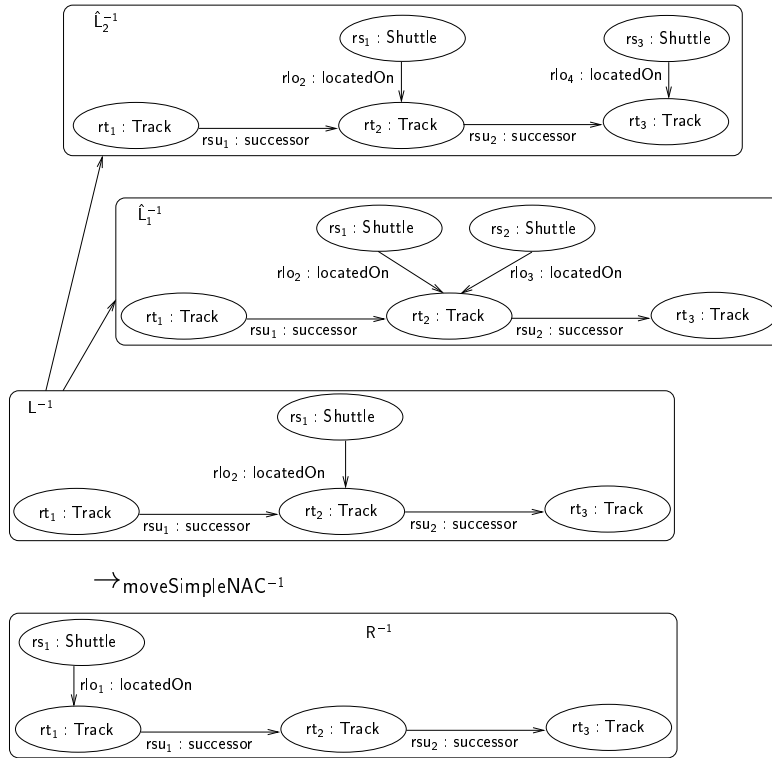 L̂₂⁻¹
rs₁ : Shuttle
rs₃ : Shuttle
rlo₂ : locatedOn
rlo₄ : locatedOn
rt₁ : Track
rt₂ : Track
rt₃ : Track
rsu₁ : successor
rsu₂ : successor
L̂₁⁻¹
rs₁ : Shuttle
rs₂ : Shuttle
rlo₂ : locatedOn
rlo₃ : locatedOn
rt₁ : Track
rt₂ : Track
rt₃ : Track
rsu₁ : successor
rsu₂ : successor
L⁻¹
rs₁ : Shuttle
rlo₂ : locatedOn
rt₁ : Track
rt₂ : Track
rt₃ : Track
rsu₁ : successor
rsu₂ : successor
→moveSimpleNAC⁻¹
R⁻¹
rs₁ : Shuttle
rlo₁ : locatedOn
rt₁ : Track
rt₂ : Track
rt₃ : Track
rsu₁ : successor
rsu₂ : successor